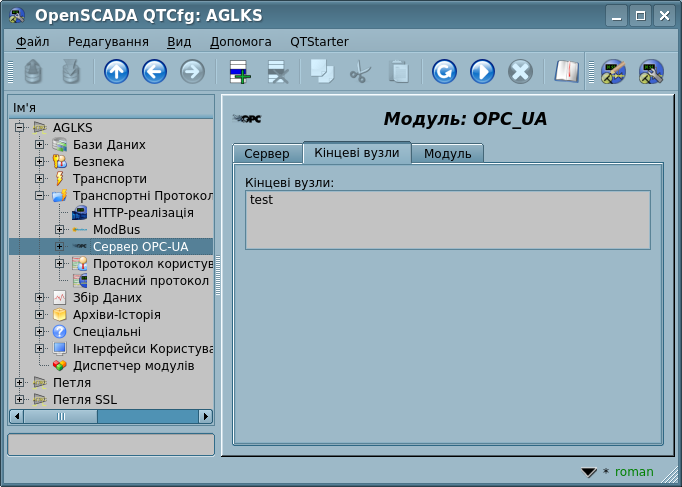 OpenSCADA QTCfg: AGLKS
Файл Редагування Вид Допомога QTStarter
Ім'я
AGLKS
Бази Даних
Безпека
Транспорти
Транспортні Протокол
HTTP-реалізація
ModBus
Сервер OPC-UA
Протокол користув
Власний протокол
Збір Даних
Архіви-Історія
Спеціальні
Інтерфейси Користува
Диспетчер модулів
Петля
Петля SSL
OPC
Модуль: OPC_UA
Сервер Кінцеві вузли Модуль
Кінцеві вузли:
test
* roman